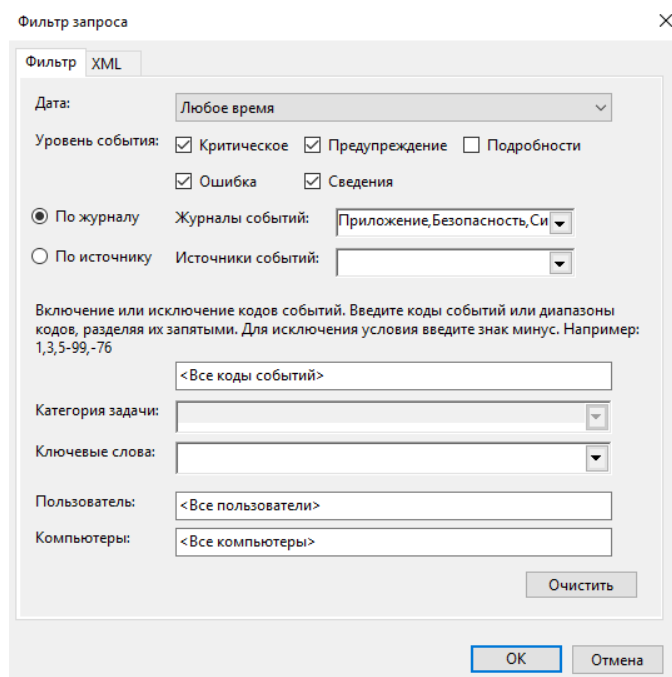 Фильтр запроса
Фильтр XML
Дата: Любое время
Уровень события: Критическое Предупреждение Подробности
Ошибка Сведения
По журналу Журналы событий: Приложение,Безопасность,Си
По источнику Источники событий:
Включение или исключение кодов событий. Введите коды событий или диапазоны
кодов, разделяя их запятыми. Для исключения условия введите знак минус. Например:
1,3,5-99,-76
<Все коды событий>
Категория задачи:
Ключевые слова:
Пользователь: <Все пользователи>
Компьютеры: <Все компьютеры>
Очистить
ОК Отмена